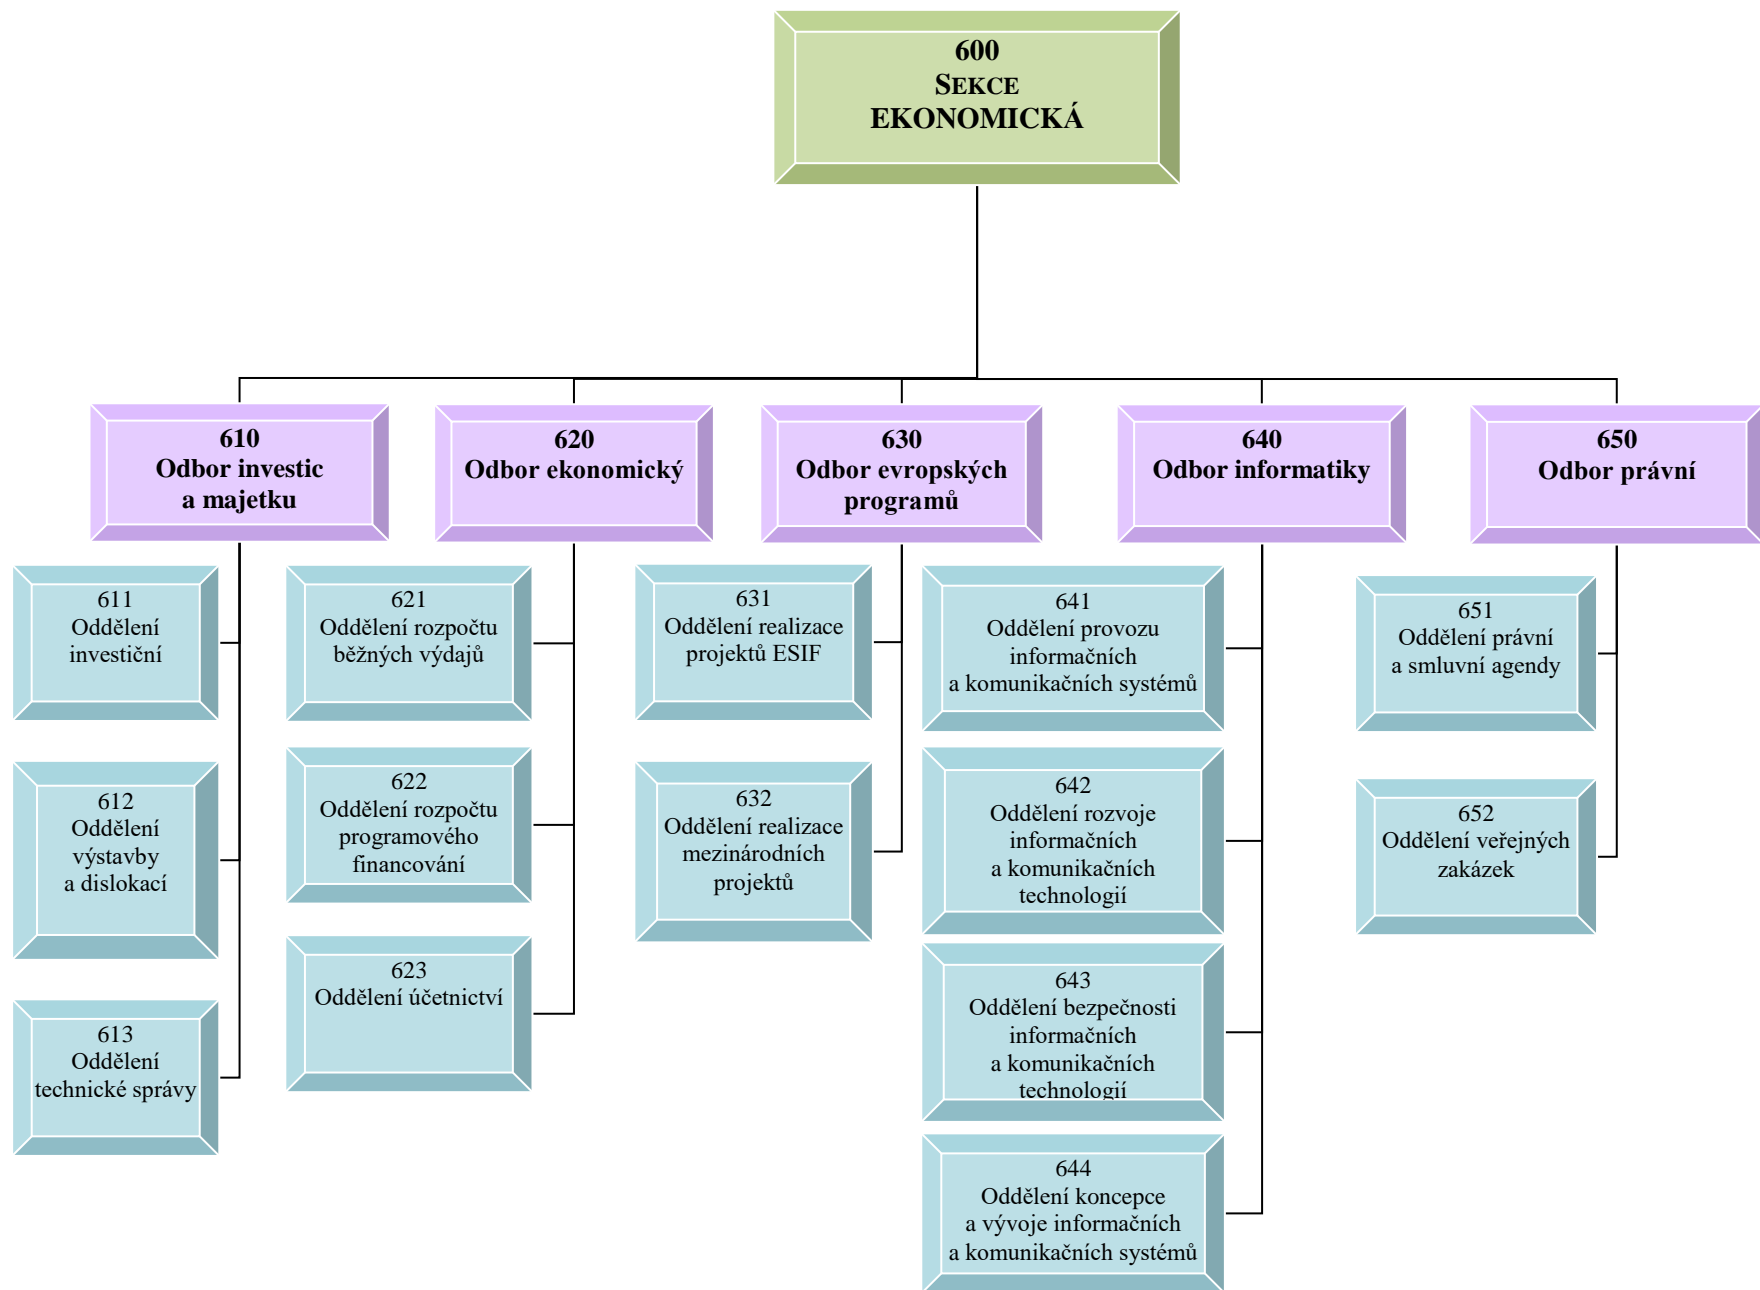 600
SEKCE
EKONOMICKÁ
610
Odbor investic
a majetku
620
Odbor ekonomický
630
Odbor evropských
programů
640
Odbor informatiky
650
Odbor právní
611
Oddělení
investiční
612
Oddělení
výstavby
a dislokací
613
Oddělení
technické správy
621
Oddělení rozpočtu
běžných výdajů
622
Oddělení rozpočtu
programového
financování
623
Oddělení účetnictví
631
Oddělení realizace
projektů ESIF
632
Oddělení realizace
mezinárodních
projektů
641
Oddělení provozu
informačních
a komunikačních systémů
642
Oddělení rozvoje
informačních
a komunikačních
technologií
643
Oddělení bezpečnosti
informačních
a komunikačních
technologií
644
Oddělení koncepce
a vývoje informačních
a komunikačních systémů
651
Oddělení právní
a smluvní agendy
652
Oddělení veřejných
zakázek